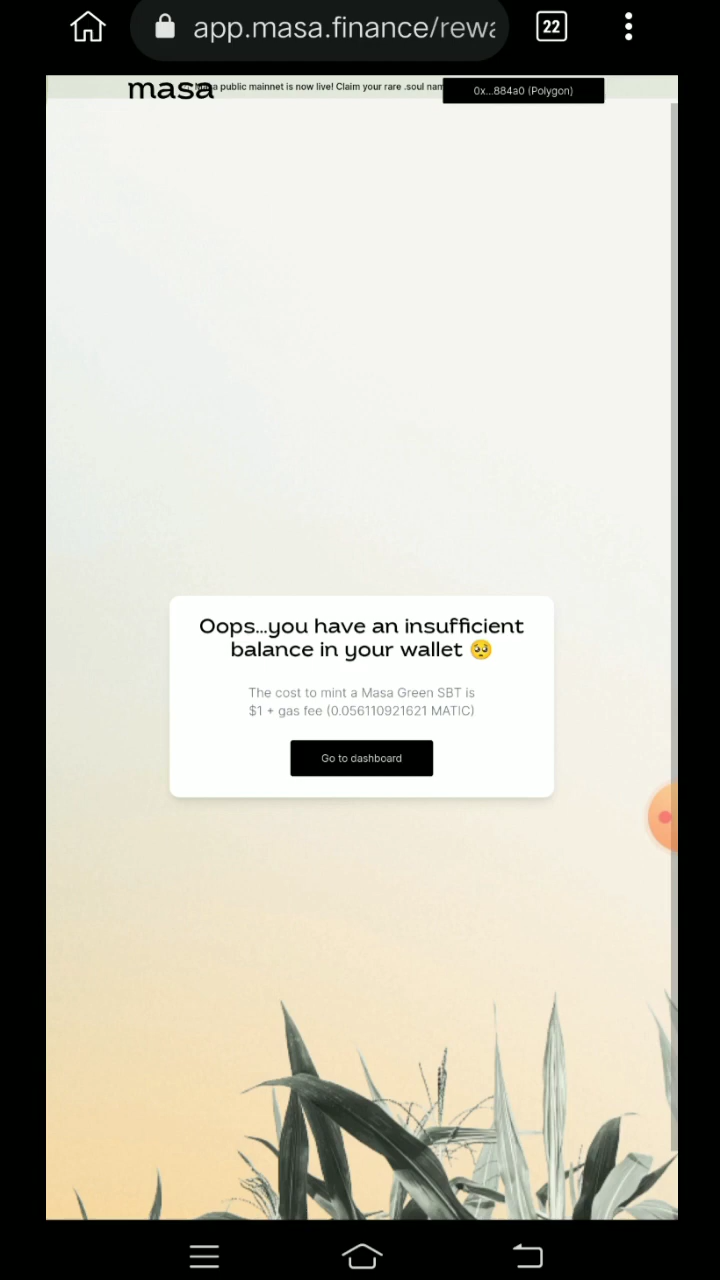 app.masa.finance/rewa
22
masa
public mainnet is now live! Claim your rare .soul nam
0x...884a0 (Polygon)
Oops...you have an insufficient
balance in your wallet 🥺
The cost to mint a Masa Green SBT is
$1 + gas fee (0.056110921621 MATIC)
Go to dashboard